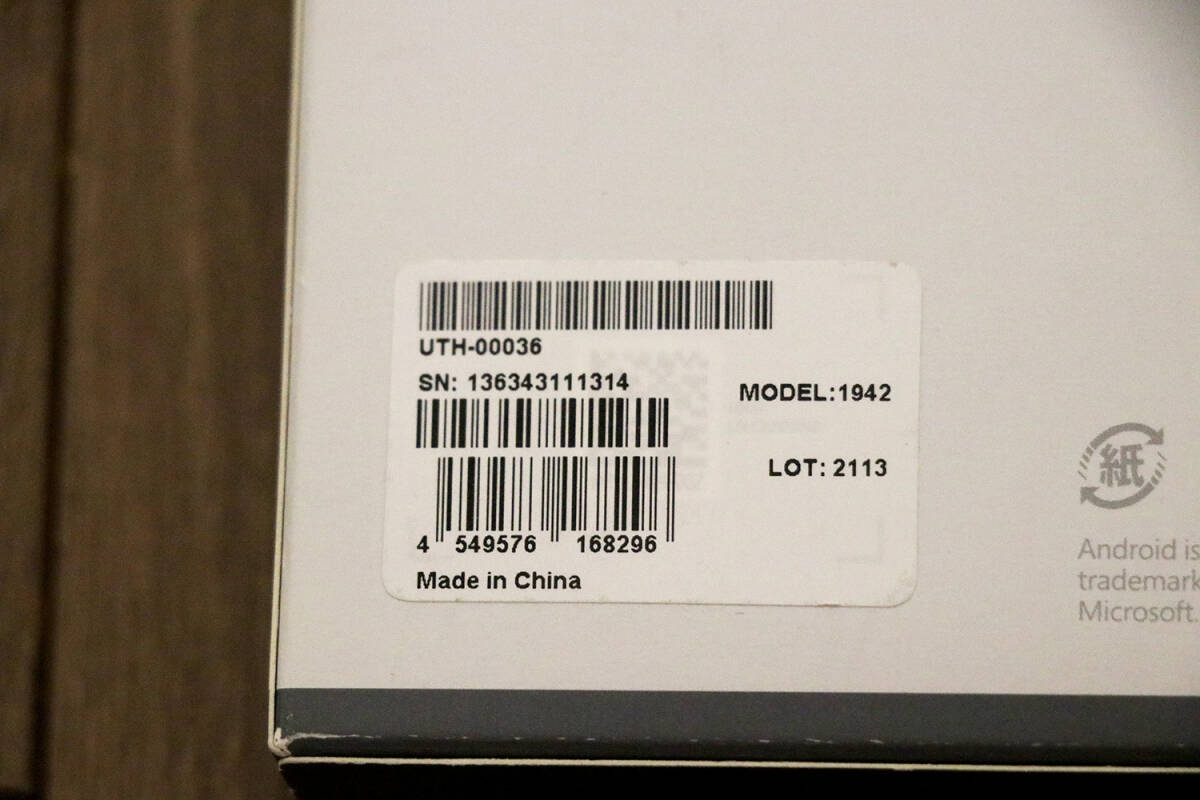 UTH-00036
SN: 136343111314
MODEL:1942
LOT: 2113
4 549576 168296
Made in China
紙
Android is
trademark
Microsoft.